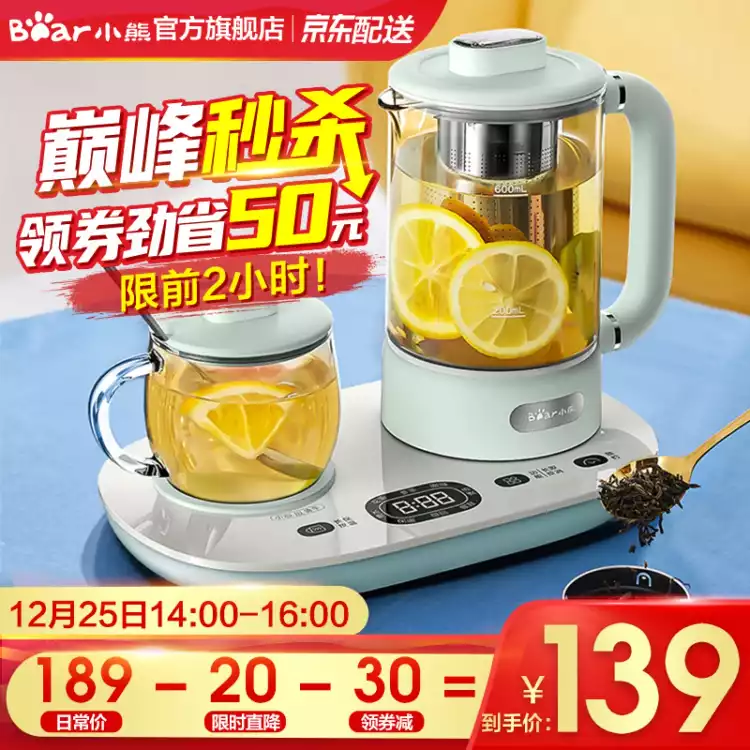 Bear小熊官方旗舰店 京东配送
巅峰秒杀
领券劲省50元
限前2小时!
600mL
200mL
Bear小熊
8:88
12月25日14:00-16:00
189 - 20 - 30 = ¥139
日常价 限时直降 领券减 到手价: